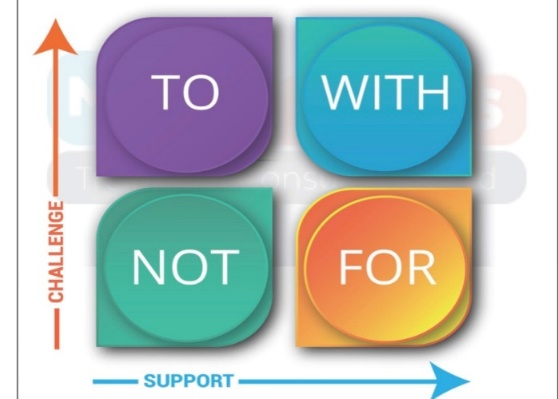 TO WITH
CHALLENGE
NOT FOR
SUPPORT